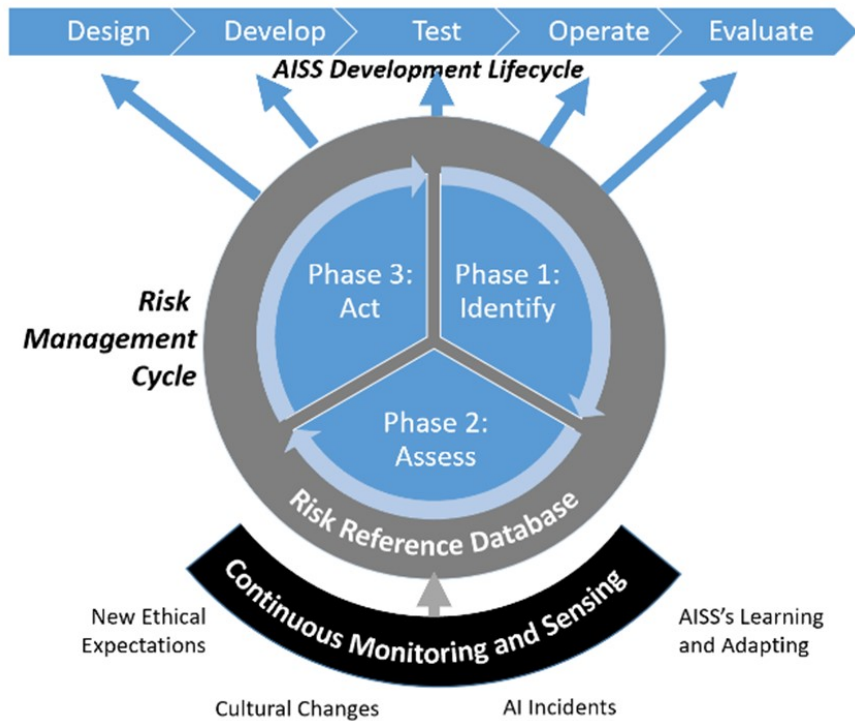 Design Develop Test Operate Evaluate
AISS Development Lifecycle
Phase 3:
Act
Phase 1:
Identify
Risk
Management
Cycle
Phase 2:
Assess
Risk Reference Database
Continuous Monitoring and Sensing
New Ethical
Expectations
AISS's Learning
and Adapting
Cultural Changes
AI Incidents